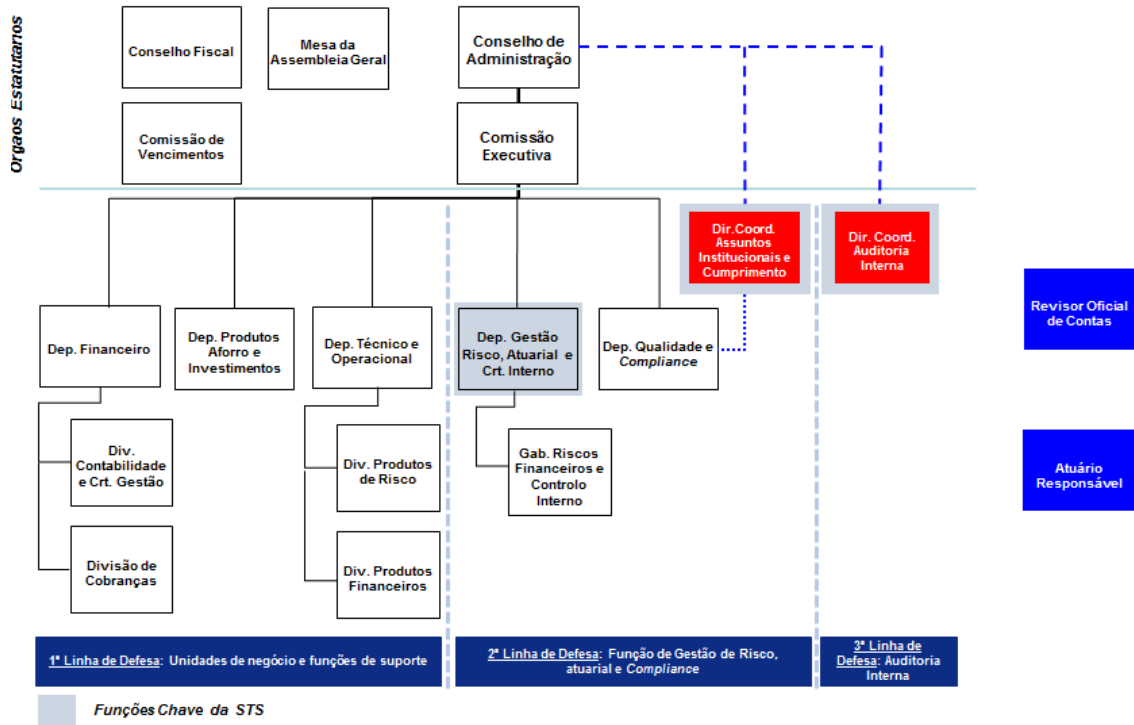 Orgaos Estatutarios
Conselho Fiscal
Mesa da
Assembleia Geral
Conselho de
Administração
Comissão de
Vencimentos
Comissão
Executiva
Dir.Coord.
Assuntos
Institucionais e
Cumprimento
Dir. Coord.
Auditoria
Interna
Revisor Oficial
de Contas
Dep. Financeiro
Dep. Produtos
Aforro e
Investimentos
Dep. Técnico e
Operacional
Dep. Gestão
Risco, Atuarial e
Crt. Interno
Dep. Qualidade e
Compliance
Div.
Contabilidade
e Crt. Gestão
Div. Produtos
de Risco
Gab. Riscos
Financeiros e
Controlo
Interno
Atuário
Responsável
Divisão de
Cobranças
Div. Produtos
Financeiros
1ª Linha de Defesa: Unidades de negócio e funções de suporte
2ª Linha de Defesa: Função de Gestão de Risco,
atuarial e Compliance
3ª Linha de
Defesa: Auditoria
Interna
Funções Chave da STS